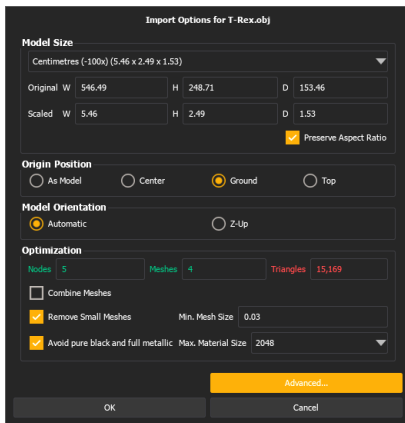 Import Options for T-Rex.obj
Model Size
Centimetres (-100x) (5.46 x 2.49 x 1.53)
Original W 546.49 H 248.71 D 153.46
Scaled W 5.46 H 2.49 D 1.53
Preserve Aspect Ratio
Origin Position
As Model Center Ground Top
Model Orientation
Automatic Z-Up
Optimization
Nodes 5 Meshes 4 Triangles 15,169
Combine Meshes
Remove Small Meshes Min. Mesh Size 0.03
Avoid pure black and full metallic Max. Material Size 2048
Advanced...
OK Cancel